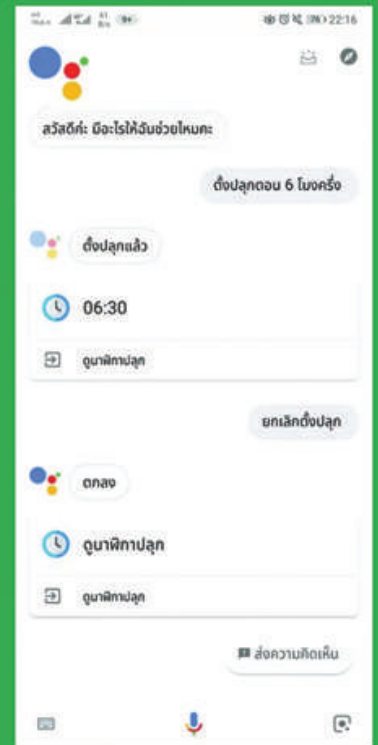 22:16
สวัสดีค่ะ มีอะไรให้ฉันช่วยไหมคะ
ตั้งปลุกตอน 6 โมงครึ่ง
ตั้งปลุกแล้ว
06:30
ดูนาฬิกาปลุก
ยกเลิกตั้งปลุก
ตกลง
ดูนาฬิกาปลุก
ดูนาฬิกาปลุก
ส่งความคิดเห็น